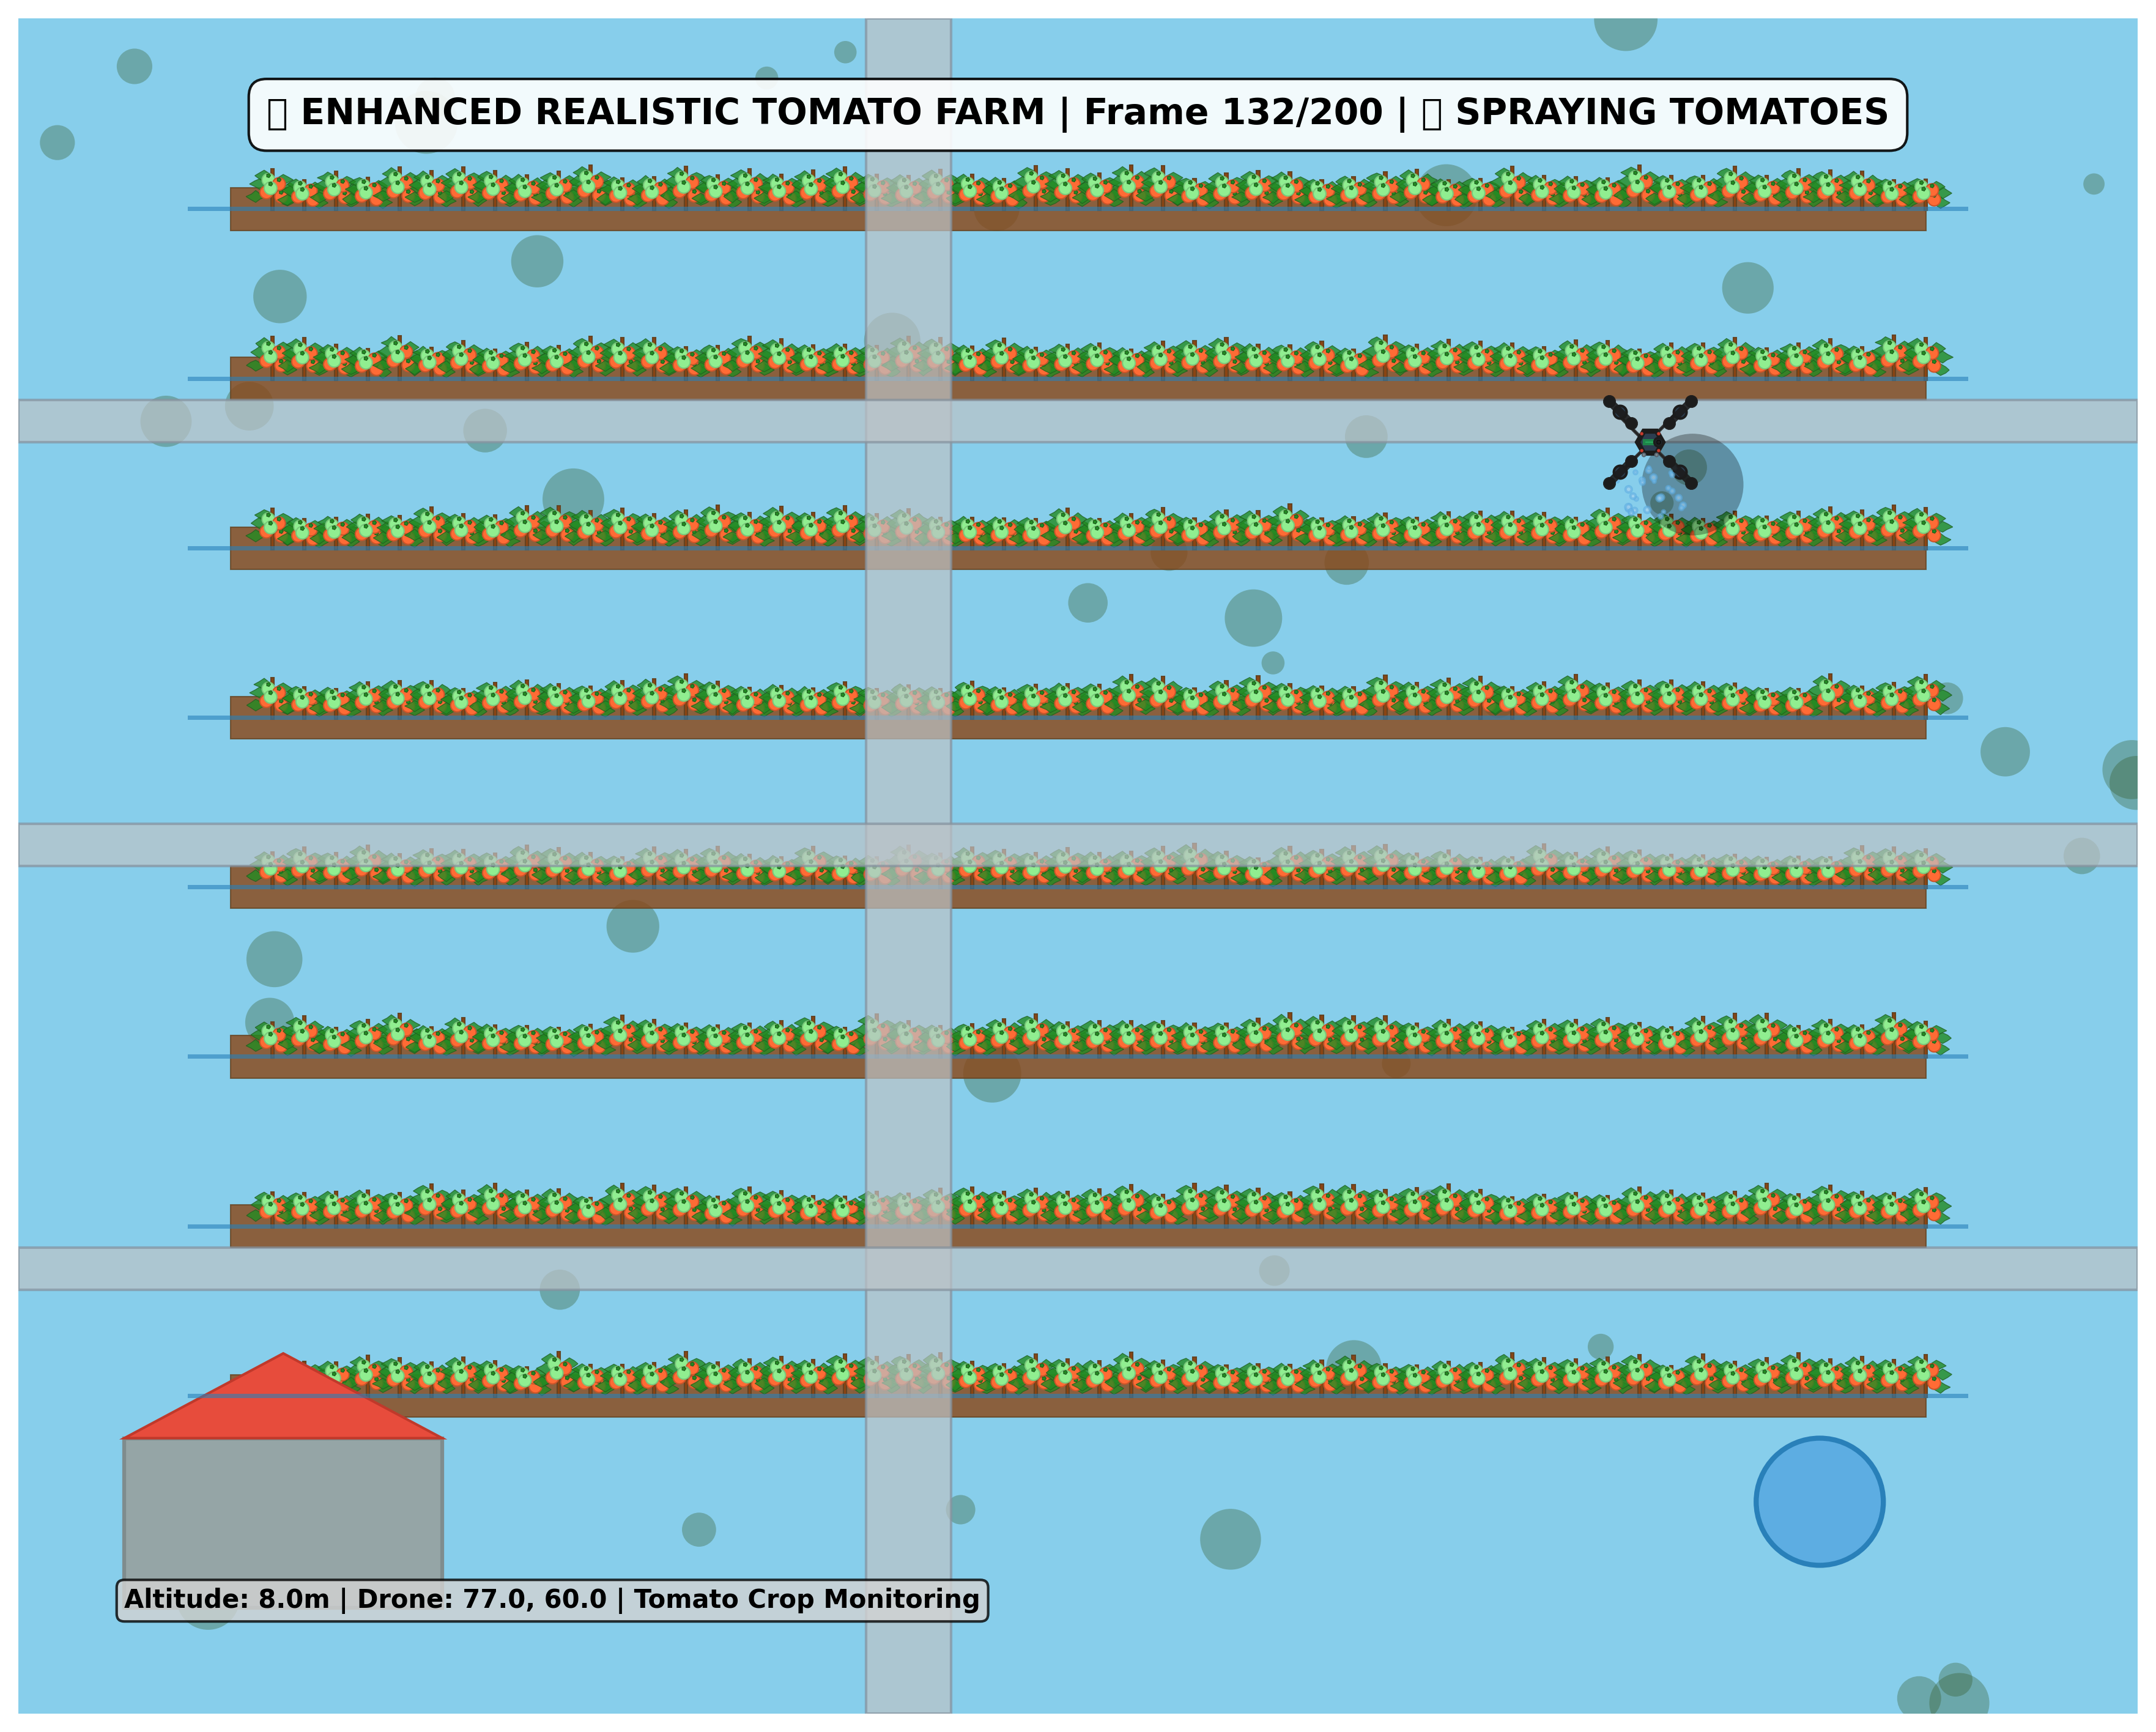 ▯ ENHANCED REALISTIC TOMATO FARM | Frame 132/200 | ▯ SPRAYING TOMATOES
Altitude: 8.0m | Drone: 77.0, 60.0 | Tomato Crop Monitoring